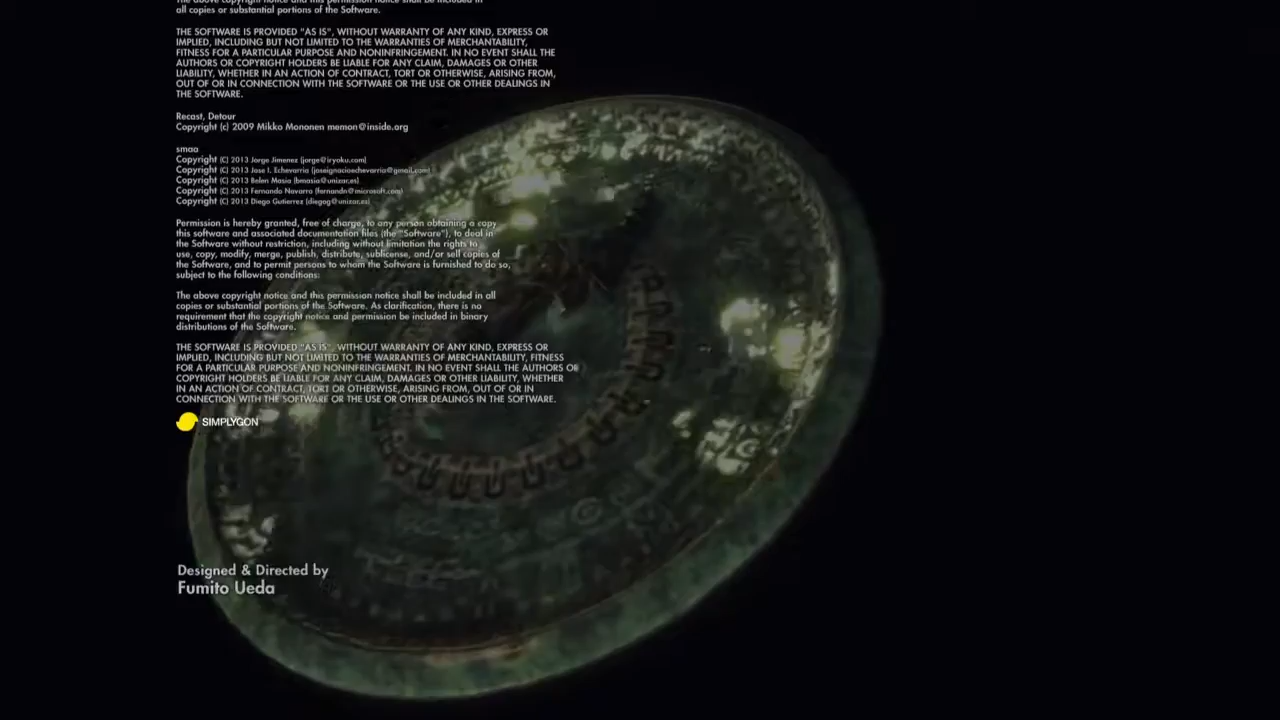 The above copyright notice and this permission notice shall be included in
all copies or substantial portions of the Software.
THE SOFTWARE IS PROVIDED "AS IS", WITHOUT WARRANTY OF ANY KIND, EXPRESS OR
IMPLIED, INCLUDING BUT NOT LIMITED TO THE WARRANTIES OF MERCHANTABILITY,
FITNESS FOR A PARTICULAR PURPOSE AND NONINFRINGEMENT. IN NO EVENT SHALL THE
AUTHORS OR COPYRIGHT HOLDERS BE LIABLE FOR ANY CLAIM, DAMAGES OR OTHER
LIABILITY, WHETHER IN AN ACTION OF CONTRACT, TORT OR OTHERWISE, ARISING FROM,
OUT OF OR IN CONNECTION WITH THE SOFTWARE OR THE USE OR OTHER DEALINGS IN
THE SOFTWARE.
Recast, Detour
Copyright (c) 2009 Mikko Mononen memon@inside.org
smaa
Copyright (C) 2013 Jorge Jimenez (jorge@iryoku.com)
Copyright (C) 2013 Jose I. Echevarria (joseignacioechevarria@gmail.com)
Copyright (C) 2013 Belen Masia (bmasia@unizar.es)
Copyright (C) 2013 Fernando Navarro (fernandn@microsoft.com)
Copyright (C) 2013 Diego Gutierrez (diegog@unizar.es)
Permission is hereby granted, free of charge, to any person obtaining a copy
this software and associated documentation files (the "Software"), to deal in
the Software without restriction, including without limitation the rights to
use, copy, modify, merge, publish, distribute, sublicense, and/or sell copies of
the Software, and to permit persons to whom the Software is furnished to do so,
subject to the following conditions:
The above copyright notice and this permission notice shall be included in all
copies or substantial portions of the Software. As clarification, there is no
requirement that the copyright notice and permission be included in binary
distributions of the Software.
THE SOFTWARE IS PROVIDED "AS IS", WITHOUT WARRANTY OF ANY KIND, EXPRESS OR
IMPLIED, INCLUDING BUT NOT LIMITED TO THE WARRANTIES OF MERCHANTABILITY, FITNESS
FOR A PARTICULAR PURPOSE AND NONINFRINGEMENT. IN NO EVENT SHALL THE AUTHORS OR
COPYRIGHT HOLDERS BE LIABLE FOR ANY CLAIM, DAMAGES OR OTHER LIABILITY, WHETHER
IN AN ACTION OF CONTRACT, TORT OR OTHERWISE, ARISING FROM, OUT OF OR IN
CONNECTION WITH THE SOFTWARE OR THE USE OR OTHER DEALINGS IN THE SOFTWARE.
SIMPLYGON
Designed & Directed by
Fumito Ueda